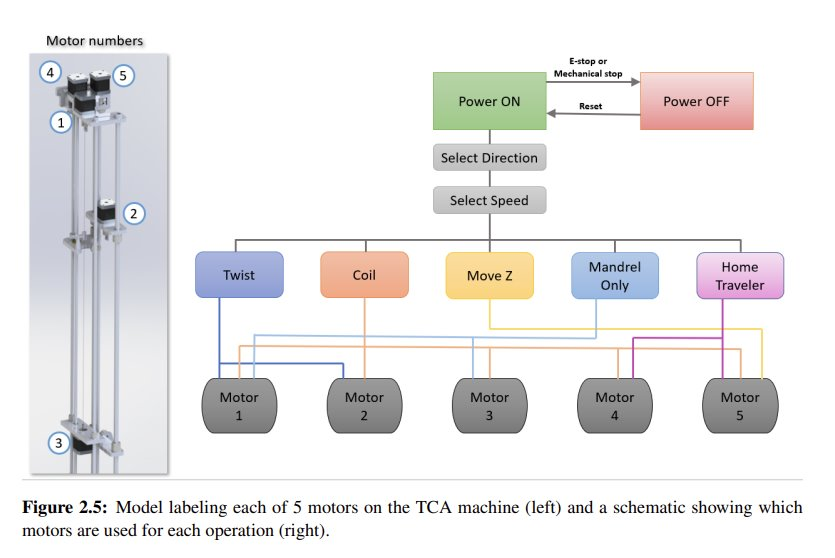 Motor numbers
4
5
1
2
3
Power ON
E-stop or
Mechanical stop
Reset
Power OFF
Select Direction
Select Speed
Twist
Coil
Move Z
Mandrel
Only
Home
Traveler
Motor
1
Motor
2
Motor
3
Motor
4
Motor
5
Figure 2.5: Model labeling each of 5 motors on the TCA machine (left) and a schematic showing which
motors are used for each operation (right).